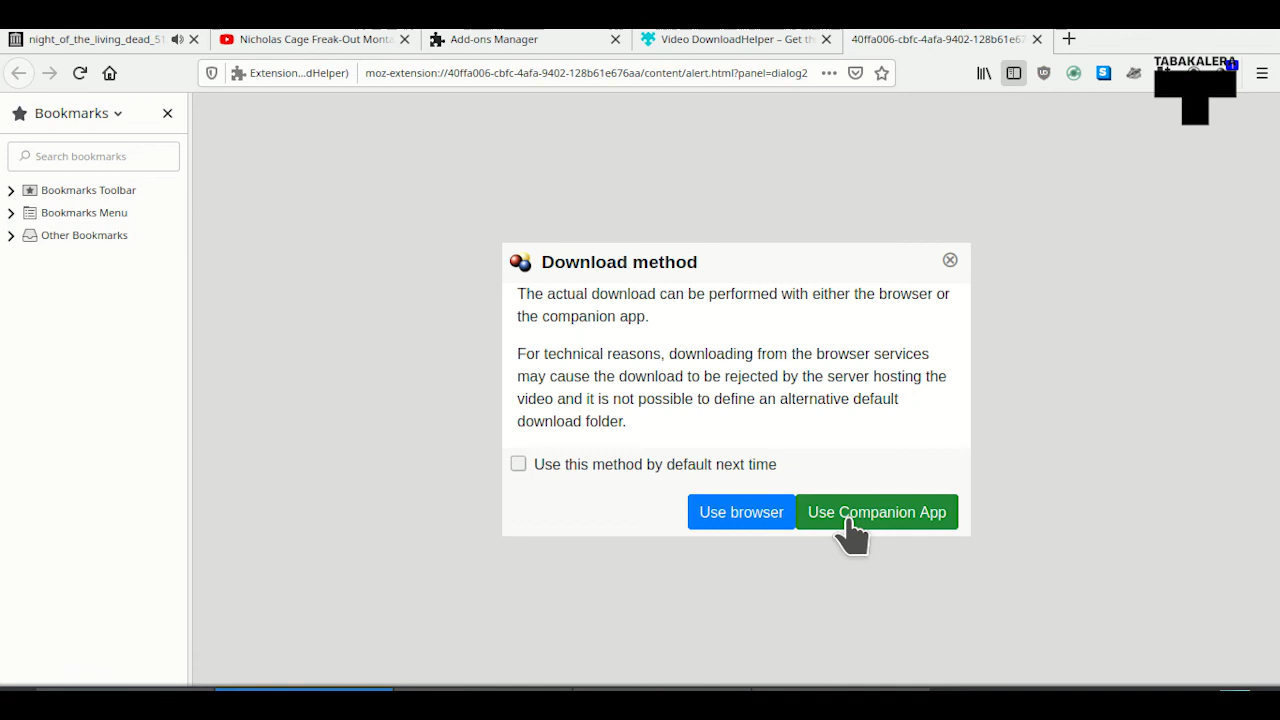 night_of_the_living_dead_51
Nicholas Cage Freak-Out Monta
Add-ons Manager
Video DownloadHelper – Get th
40ffa006-cbfc-4afa-9402-128b61e67
Extension...dHelper)
moz-extension://40ffa006-cbfc-4afa-9402-128b61e676aa/content/alert.html?panel=dialog2
TABAKALERA
Bookmarks
Search bookmarks
Bookmarks Toolbar
Bookmarks Menu
Other Bookmarks
Download method
The actual download can be performed with either the browser or
the companion app.
For technical reasons, downloading from the browser services
may cause the download to be rejected by the server hosting the
video and it is not possible to define an alternative default
download folder.
Use this method by default next time
Use browser
Use Companion App